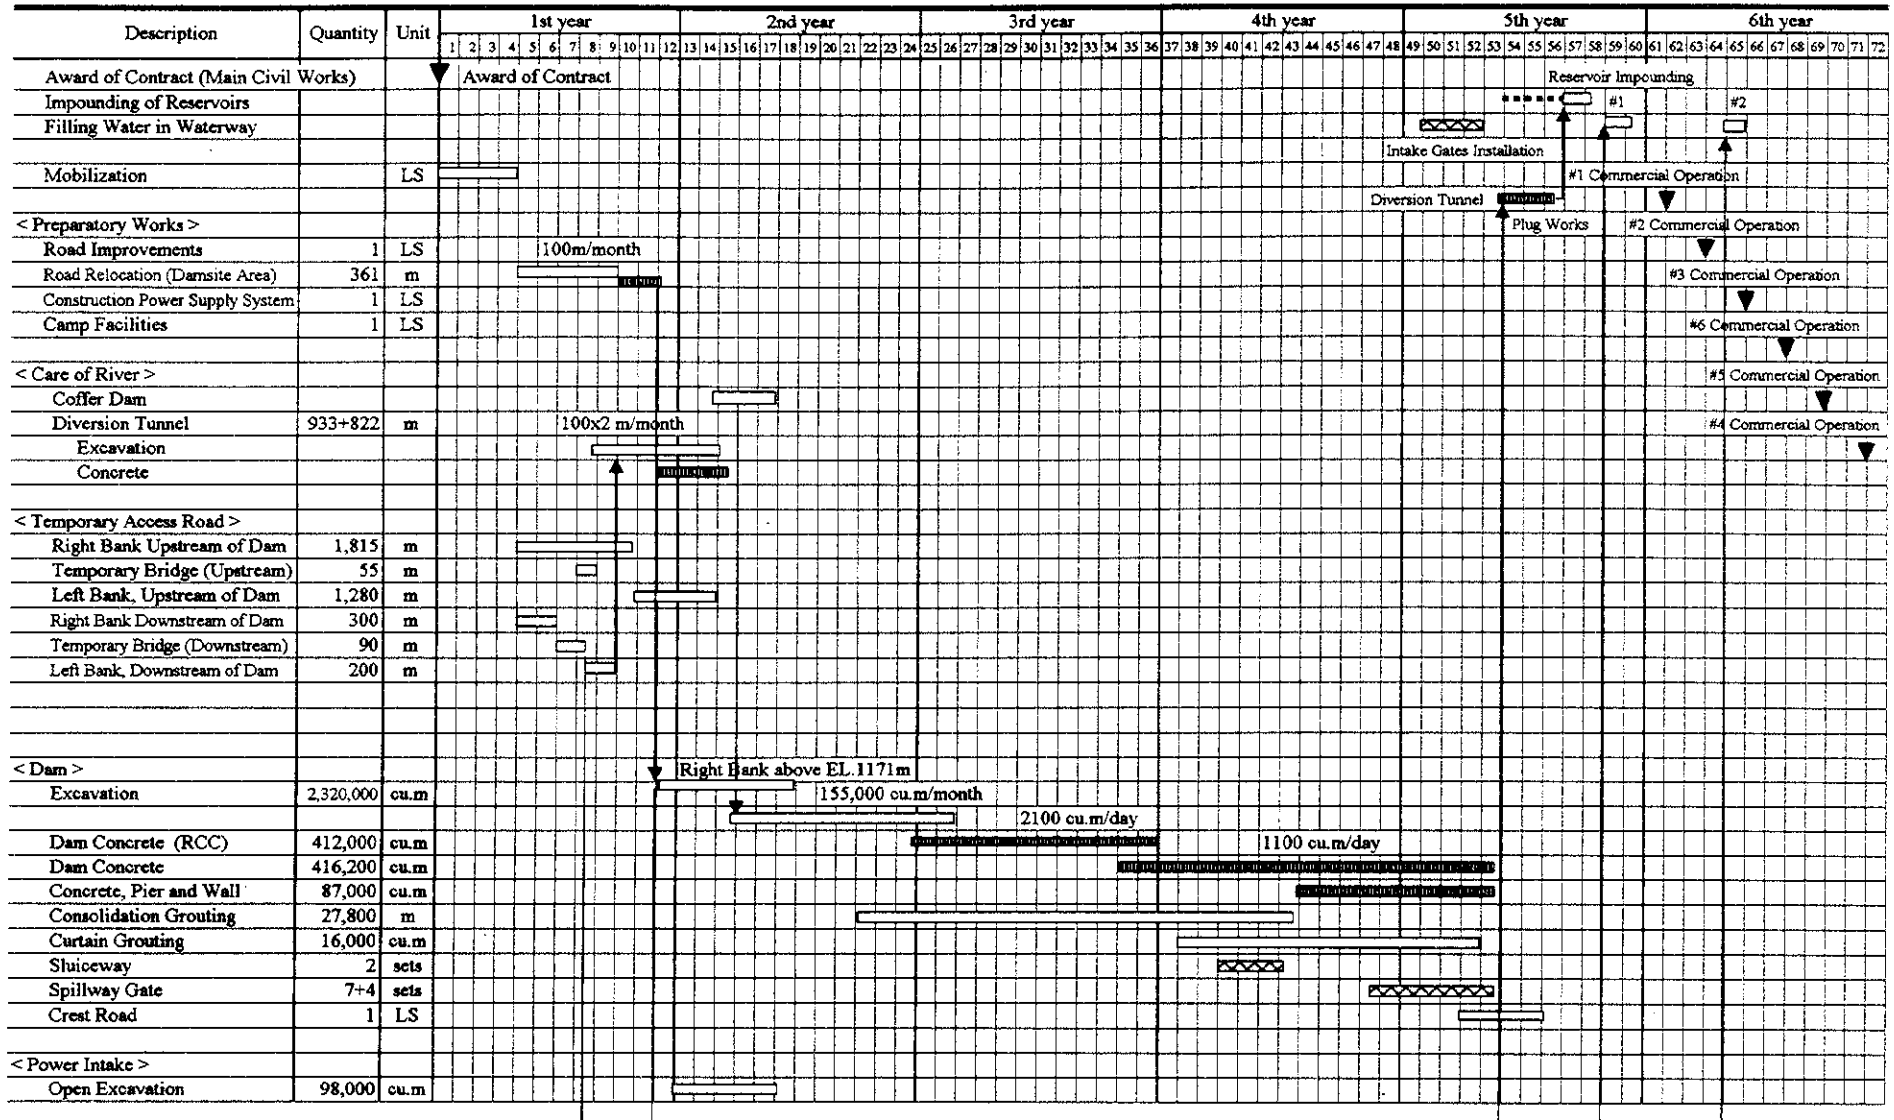 Description Quantity Unit 1st year 2nd year 3rd year 4th year 5th year 6th year
1 2 3 4 5 6 7 8 9 10 11 12 13 14 15 16 17 18 19 20 21 22 23 24 25 26 27 28 29 30 31 32 33 34 35 36 37 38 39 40 41 42 43 44 45 46 47 48 49 50 51 52 53 54 55 56 57 58 59 60 61 62 63 64 65 66 67 68 69 70 71 72
Award of Contract (Main Civil Works) Award of Contract Reservoir Impounding
Impounding of Reservoirs #1 #2
Filling Water in Waterway
Intake Gates Installation
Mobilization LS #1 Commercial Operation
Diversion Tunnel
< Preparatory Works > Plug Works #2 Commercial Operation
Road Improvements 1 LS 100m/month
Road Relocation (Damsite Area) 361 m #3 Commercial Operation
Construction Power Supply System 1 LS
Camp Facilities 1 LS #6 Commercial Operation
< Care of River > #5 Commercial Operation
Coffer Dam
Diversion Tunnel 933+822 m 100x2 m/month #4 Commercial Operation
Excavation
Concrete
< Temporary Access Road >
Right Bank Upstream of Dam 1,815 m
Temporary Bridge (Upstream) 55 m
Left Bank, Upstream of Dam 1,280 m
Right Bank Downstream of Dam 300 m
Temporary Bridge (Downstream) 90 m
Left Bank, Downstream of Dam 200 m
< Dam > Right Bank above EL.1171m
Excavation 2,320,000 cu.m 155,000 cu.m/month
2100 cu.m/day
Dam Concrete (RCC) 412,000 cu.m 1100 cu.m/day
Dam Concrete 416,200 cu.m
Concrete, Pier and Wall 87,000 cu.m
Consolidation Grouting 27,800 m
Curtain Grouting 16,000 cu.m
Sluiceway 2 sets
Spillway Gate 7+4 sets
Crest Road 1 LS
< Power Intake >
Open Excavation 98,000 cu.m